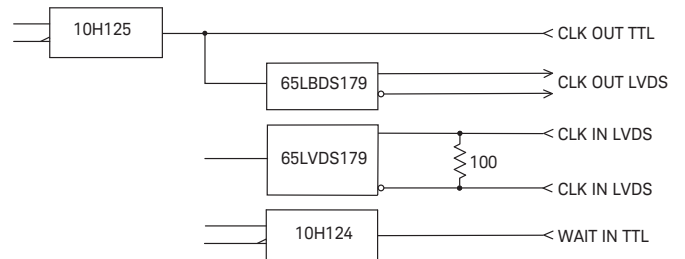 10H125
CLK OUT TTL
65LBDS179
CLK OUT LVDS
65LVDS179
CLK IN LVDS
100
CLK IN LVDS
10H124
WAIT IN TTL